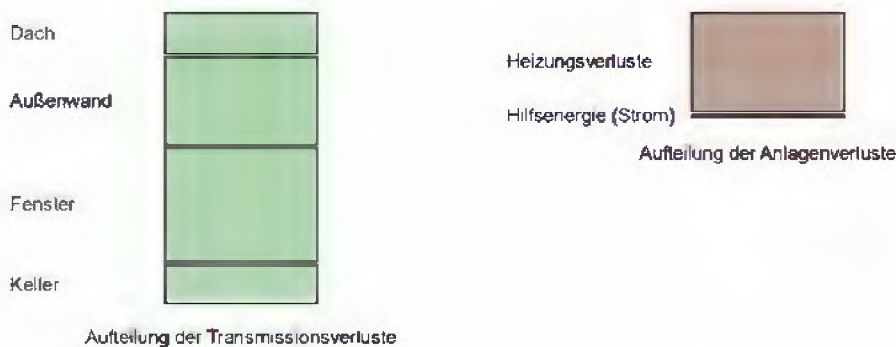 Dach
Außenwand
Fenster
Keller
Aufteilung der Transmissionsverluste
Heizungsverluste
Hilfsenergie (Strom)
Aufteilung der Anlagenverluste